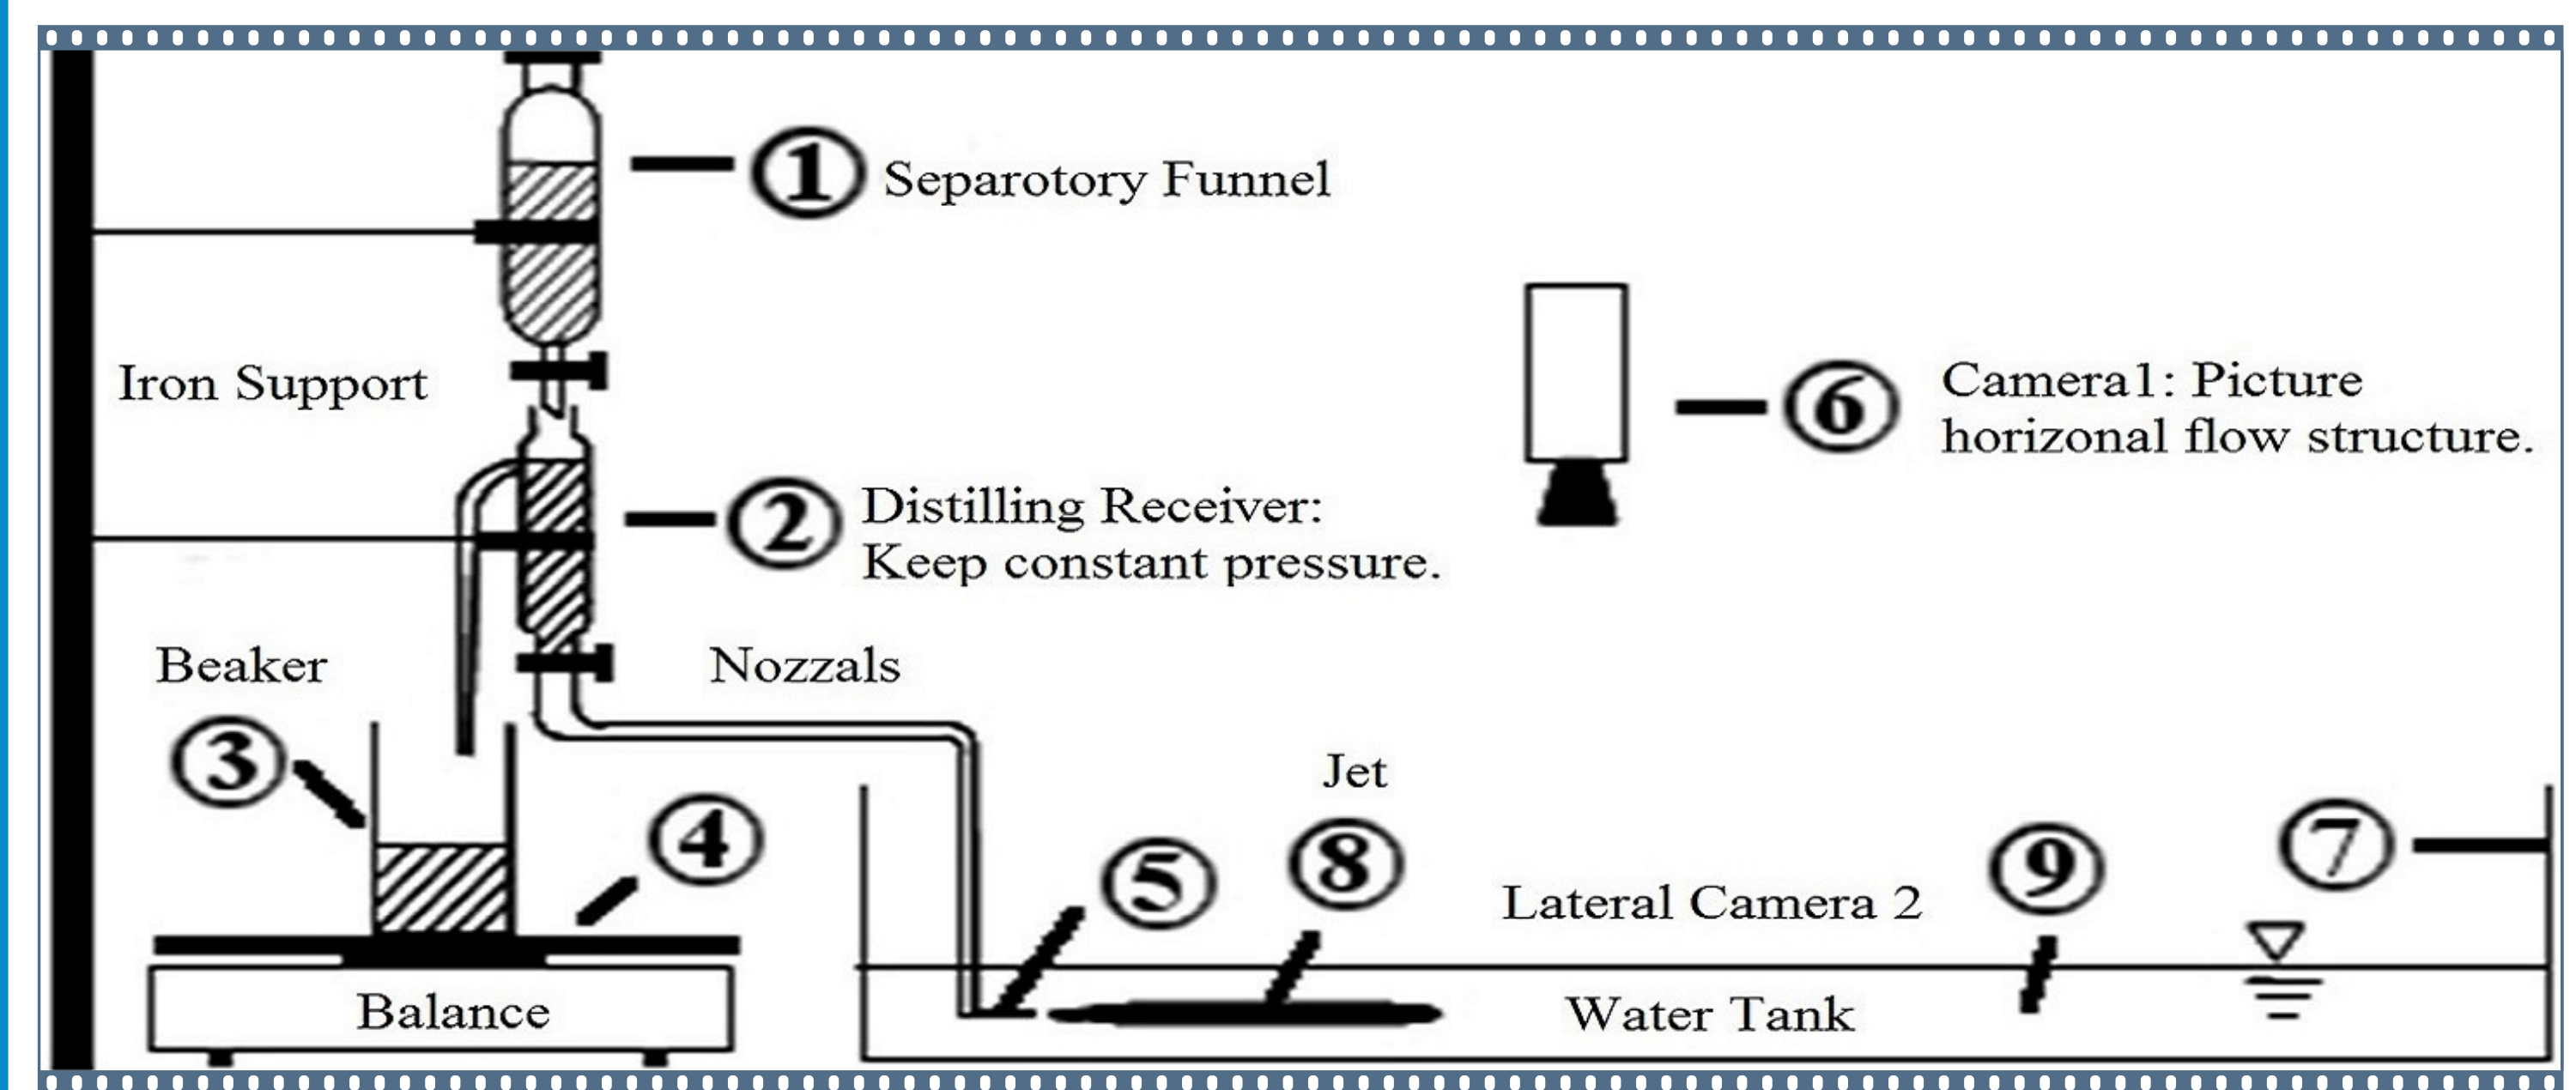 ① Separotory Funnel
Iron Support
⑥ Camera1: Picture
horizonal flow structure.
② Distilling Receiver:
Keep constant pressure.
Beaker
Nozzals
③
Jet
④
⑤
⑧
Lateral Camera 2
⑨
⑦
Balance
Water Tank